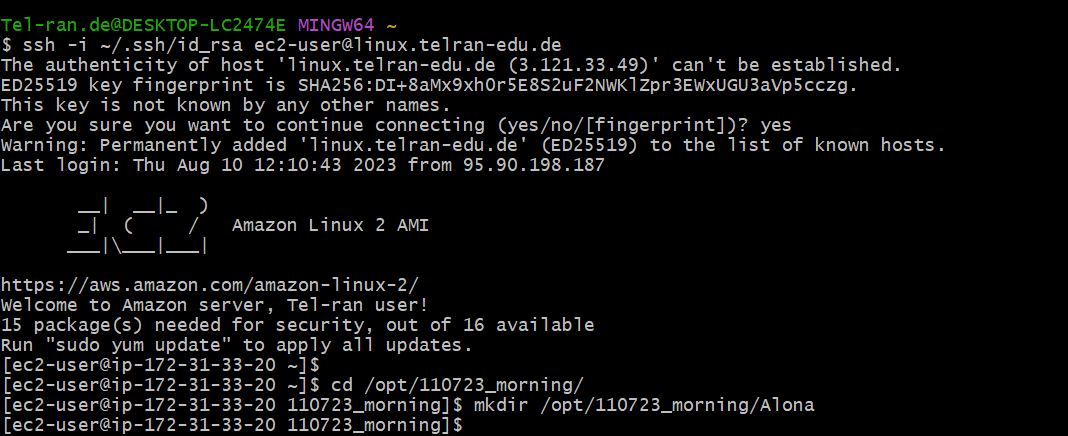 Tel-ran.de@DESKTOP-LC2474E MINGW64 ~
$ ssh -i ~/.ssh/id_rsa ec2-user@linux.telran-edu.de
The authenticity of host 'linux.telran-edu.de (3.121.33.49)' can't be established.
ED25519 key fingerprint is SHA256:DI+8aMx9xhOr5E8S2uF2NWKlZpr3EWxUGU3aVp5cczg.
This key is not known by any other names.
Are you sure you want to continue connecting (yes/no/[fingerprint])? yes
Warning: Permanently added 'linux.telran-edu.de' (ED25519) to the list of known hosts.
Last login: Thu Aug 10 12:10:43 2023 from 95.90.198.187
       __|  __|_  )
       _|  (     /   Amazon Linux 2 AMI
      ___|\___|___|
https://aws.amazon.com/amazon-linux-2/
Welcome to Amazon server, Tel-ran user!
15 package(s) needed for security, out of 16 available
Run "sudo yum update" to apply all updates.
[ec2-user@ip-172-31-33-20 ~]$
[ec2-user@ip-172-31-33-20 ~]$ cd /opt/110723_morning/
[ec2-user@ip-172-31-33-20 110723_morning]$ mkdir /opt/110723_morning/Alona
[ec2-user@ip-172-31-33-20 110723_morning]$